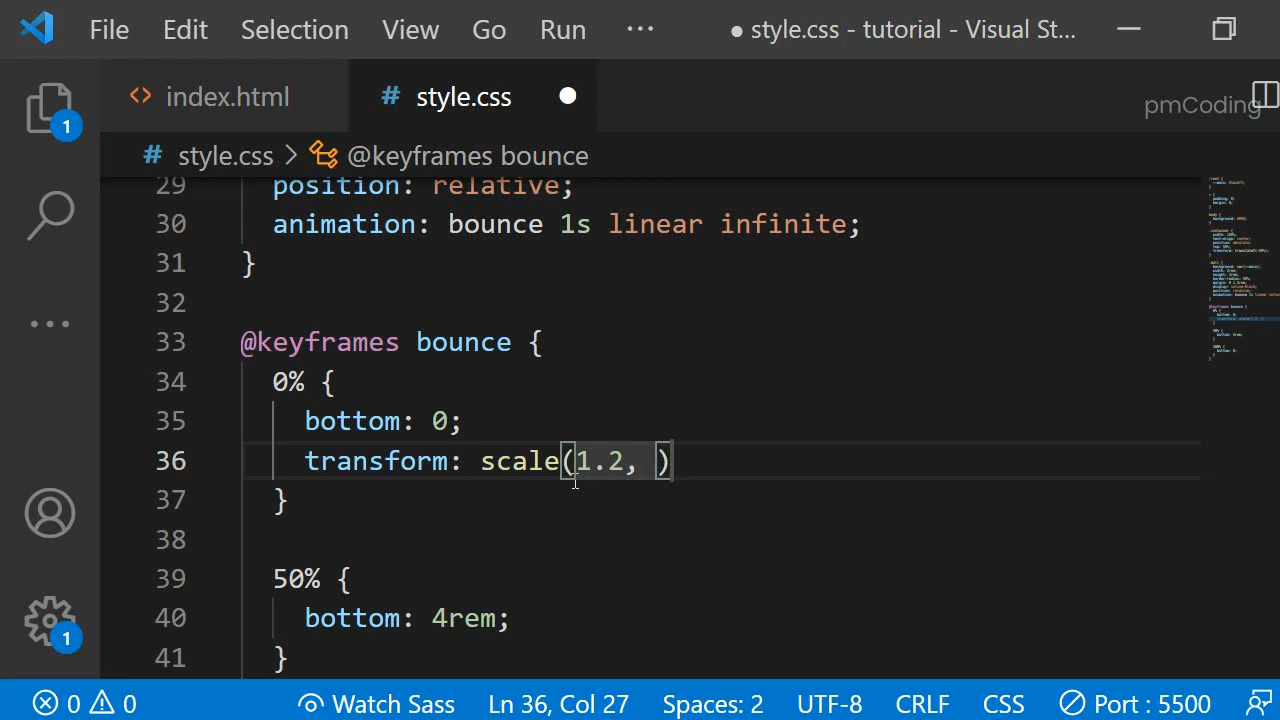 File Edit Selection View Go Run ··· ● style.css - tutorial - Visual St...
index.html # style.css
pmCoding
# style.css > @keyframes bounce
29 position: relative;
30 animation: bounce 1s linear infinite;
31 }
32
33 @keyframes bounce {
34 0% {
35 bottom: 0;
36 transform: scale(1.2, )
37 }
38
39 50% {
40 bottom: 4rem;
41 }
1
1
0 0 Watch Sass Ln 36, Col 27 Spaces: 2 UTF-8 CRLF CSS Port : 5500